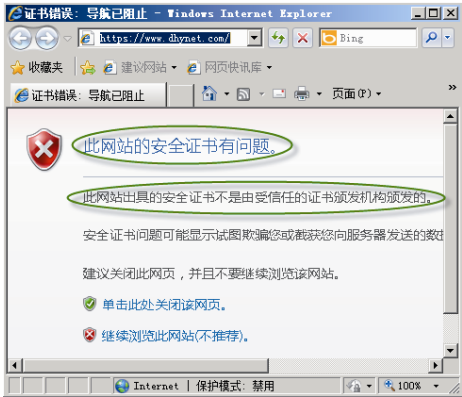 证书错误: 导航已阻止 - Windows Internet Explorer
https://www.dhynet.com/
Bing
收藏夹
建议网站
网页快讯库
证书错误: 导航已阻止
页面(P)
»
此网站的安全证书有问题。
此网站出具的安全证书不是由受信任的证书颁发机构颁发的。
安全证书问题可能显示试图欺骗您或截获您向服务器发送的数据
建议关闭此网页，并且不要继续浏览该网站。
单击此处关闭该网页。
继续浏览此网站(不推荐)。
Internet | 保护模式: 禁用
100%